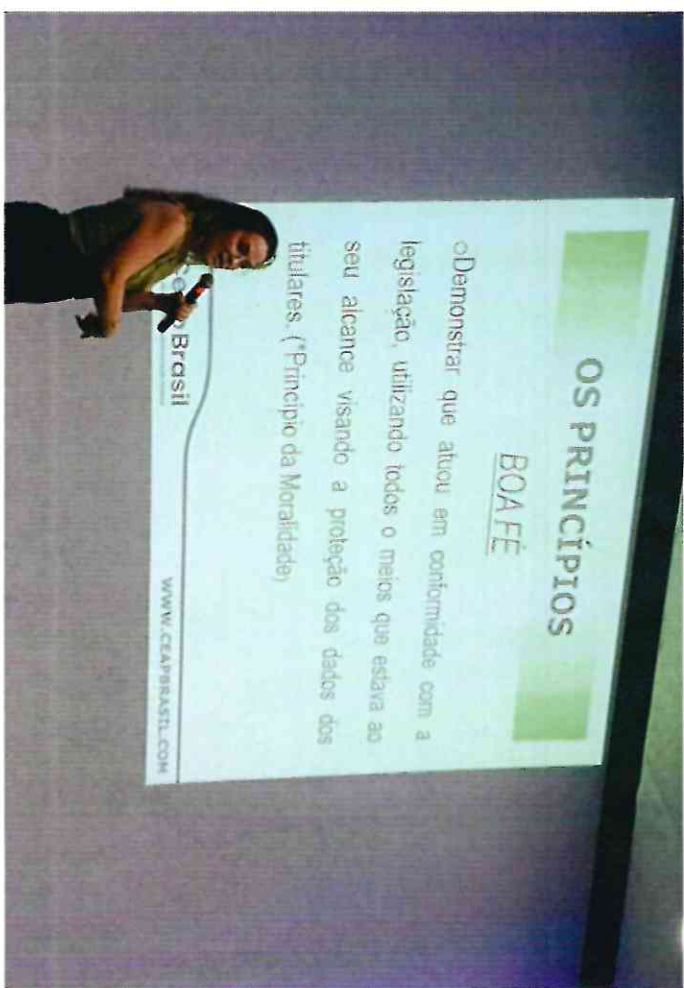 OS PRINCÍPIOS
BOA FÉ
Demonstrar que atuou em conformidade com a
legislação, utilizando todos o meios que estava ao
seu alcance visando a proteção dos dados dos
titulares. (*Princípio da Moralidade)
Brasil
WWW.CEAPBRASIL.COM